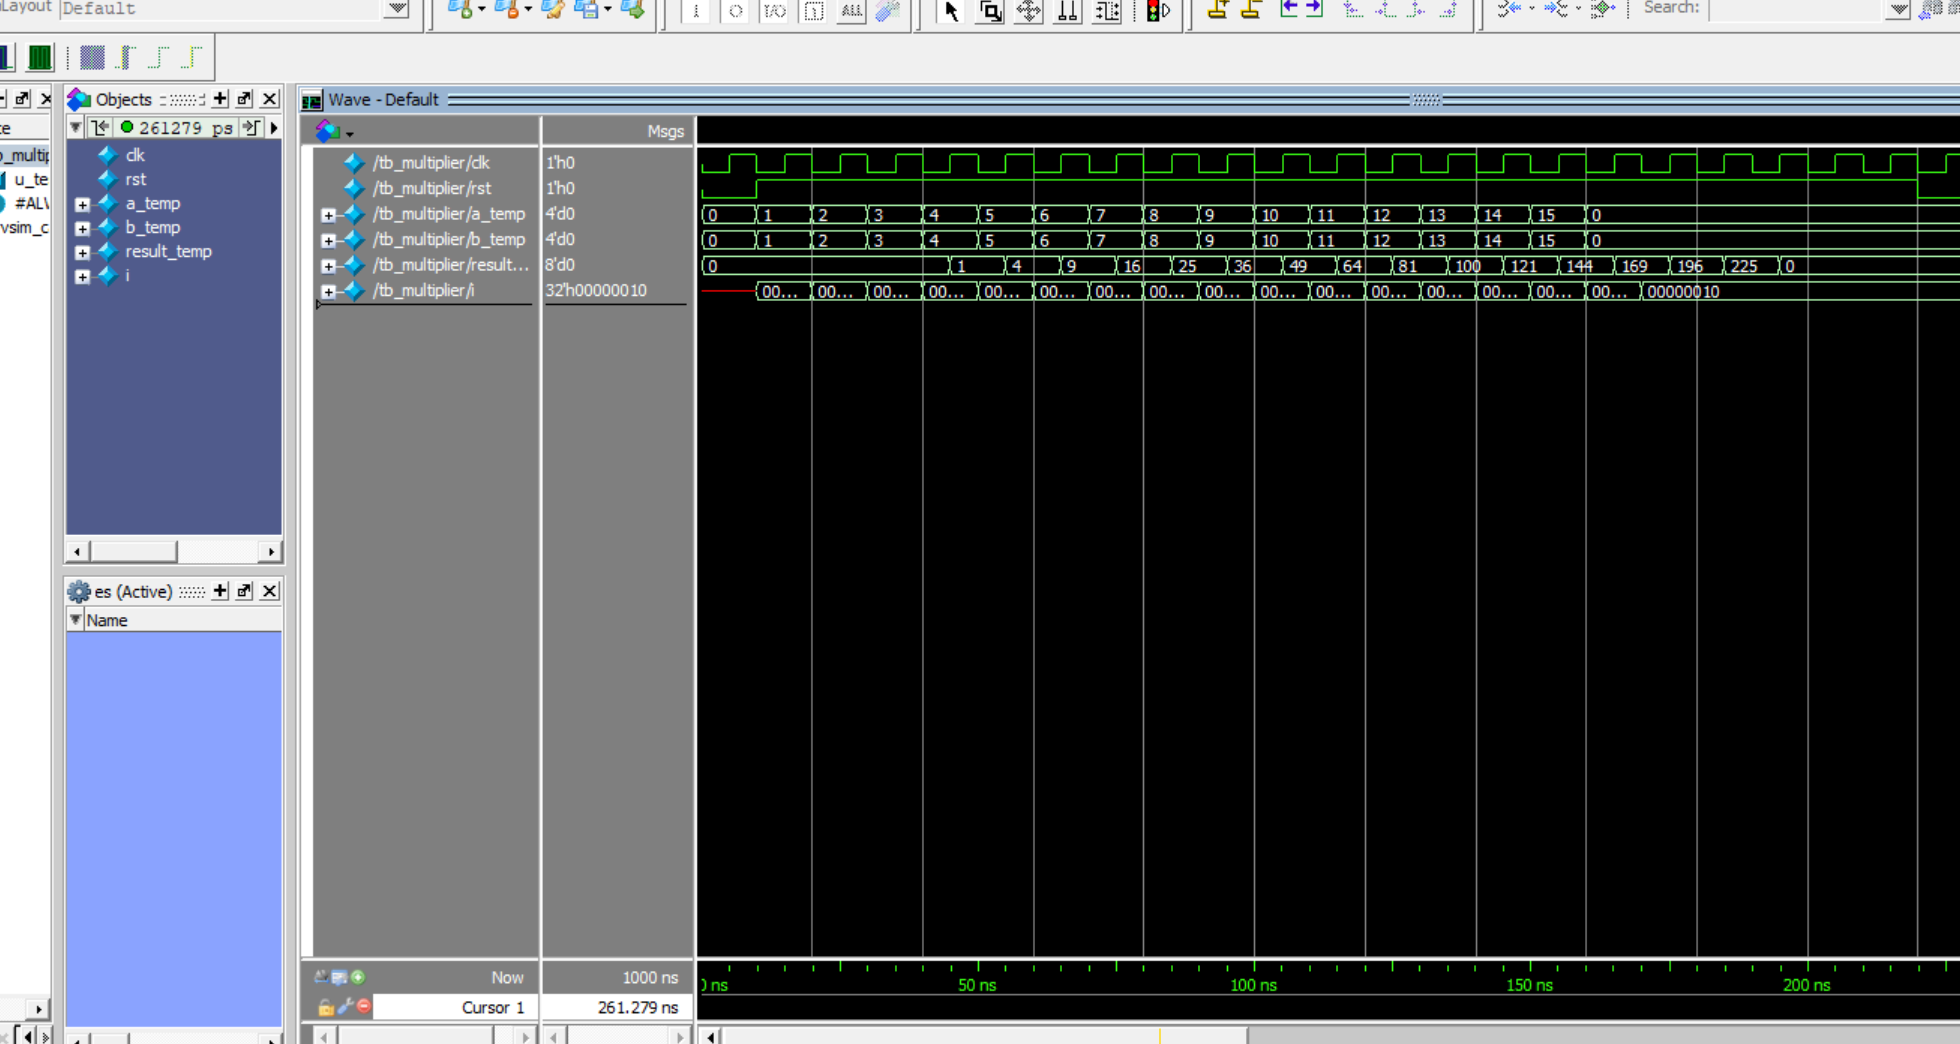 Layout Default
ALL
Search:
Objects
Wave - Default
261279 ps
Msgs
clk
rst
a_temp
b_temp
result_temp
i
u_te
#ALV
vsim_c
/tb_multiplier/clk 1'h0
/tb_multiplier/rst 1'h0
/tb_multiplier/a_temp 4'd0 0 1 2 3 4 5 6 7 8 9 10 11 12 13 14 15 0
/tb_multiplier/b_temp 4'd0 0 1 2 3 4 5 6 7 8 9 10 11 12 13 14 15 0
/tb_multiplier/result... 8'd0 0 1 4 9 16 25 36 49 64 81 100 121 144 169 196 225 0
/tb_multiplier/i 32'h00000010 00... 00... 00... 00... 00... 00... 00... 00... 00... 00... 00... 00... 00... 00... 00... 00... 00000010
es (Active)
Name
Now 1000 ns
ns 50 ns 100 ns 150 ns 200 ns
Cursor 1 261.279 ns